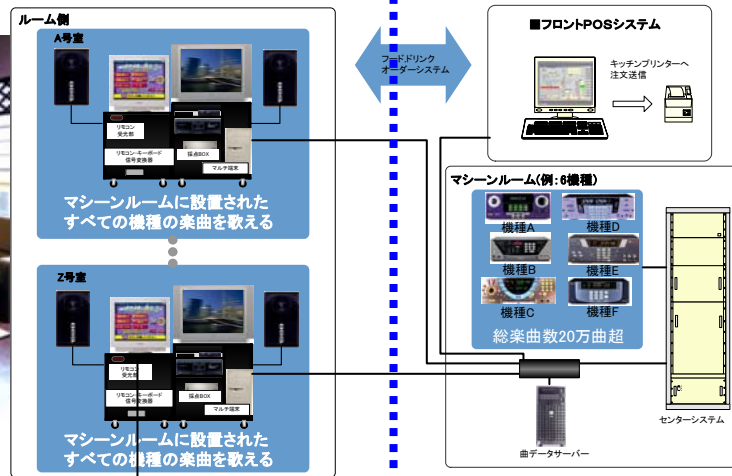 ルーム側
A号室
リモコン
受光部
リモコン・キーボード
信号変換器
採点BOX
マルチ端末
マシーンルームに設置された
すべての機種の楽曲を歌える
Z号室
リモコン
受光部
リモコン・キーボード
信号変換器
採点BOX
マルチ端末
マシーンルームに設置された
すべての機種の楽曲を歌える
フードドリンク
オーダーシステム
■フロントPOSシステム
キッチンプリンターへ
注文送信
マシーンルーム(例:6機種)
機種A
機種D
機種B
機種E
機種C
機種F
総楽曲数20万曲超
センターシステム
曲データサーバー